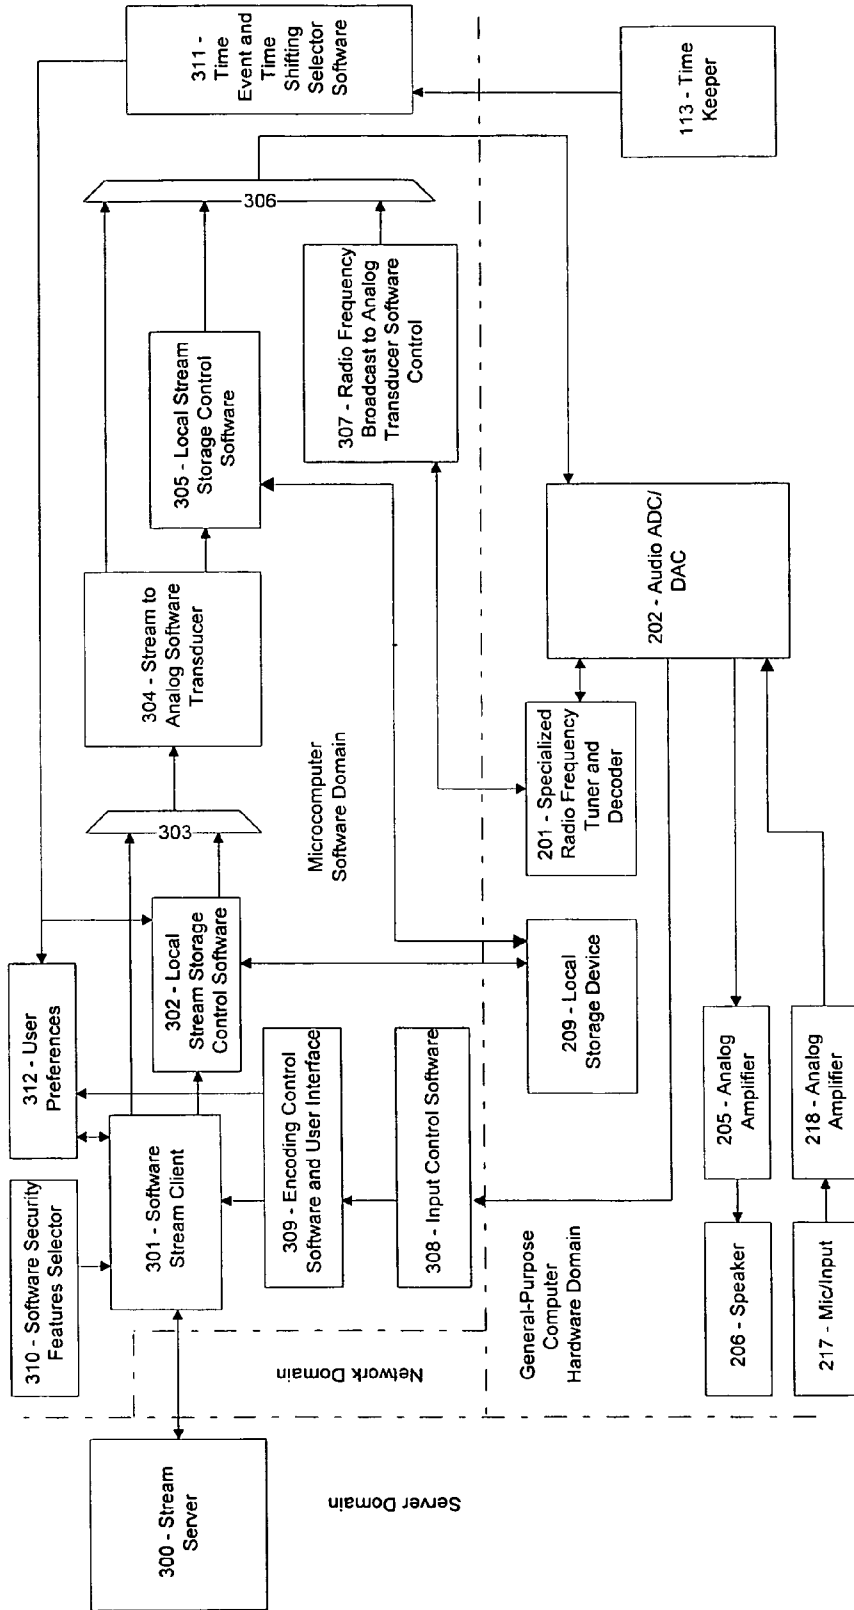 310 - Software Security
Features Selector
312 - User
Preferences
311 -
Time
Event and
Time
Shifting
Selector
Software
300 - Stream
Server
301 - Software
Stream Client
302 - Local
Stream Storage
Control Software
303
304 - Stream to
Analog Software
Transducer
305 - Local Stream
Storage Control
Software
306
307 - Radio Frequency
Broadcast to Analog
Transducer Software
Control
309 - Encoding Control
Software and User Interface
308 - Input Control Software
Microcomputer
Software Domain
Network Domain
Server Domain
General-Purpose
Computer
Hardware Domain
209 - Local
Storage Device
201 - Specialized
Radio Frequency
Tuner and
Decoder
202 - Audio ADC/
DAC
113 - Time
Keeper
206 - Speaker
205 - Analog
Amplifier
217 - Mic/Input
218 - Analog
Amplifier